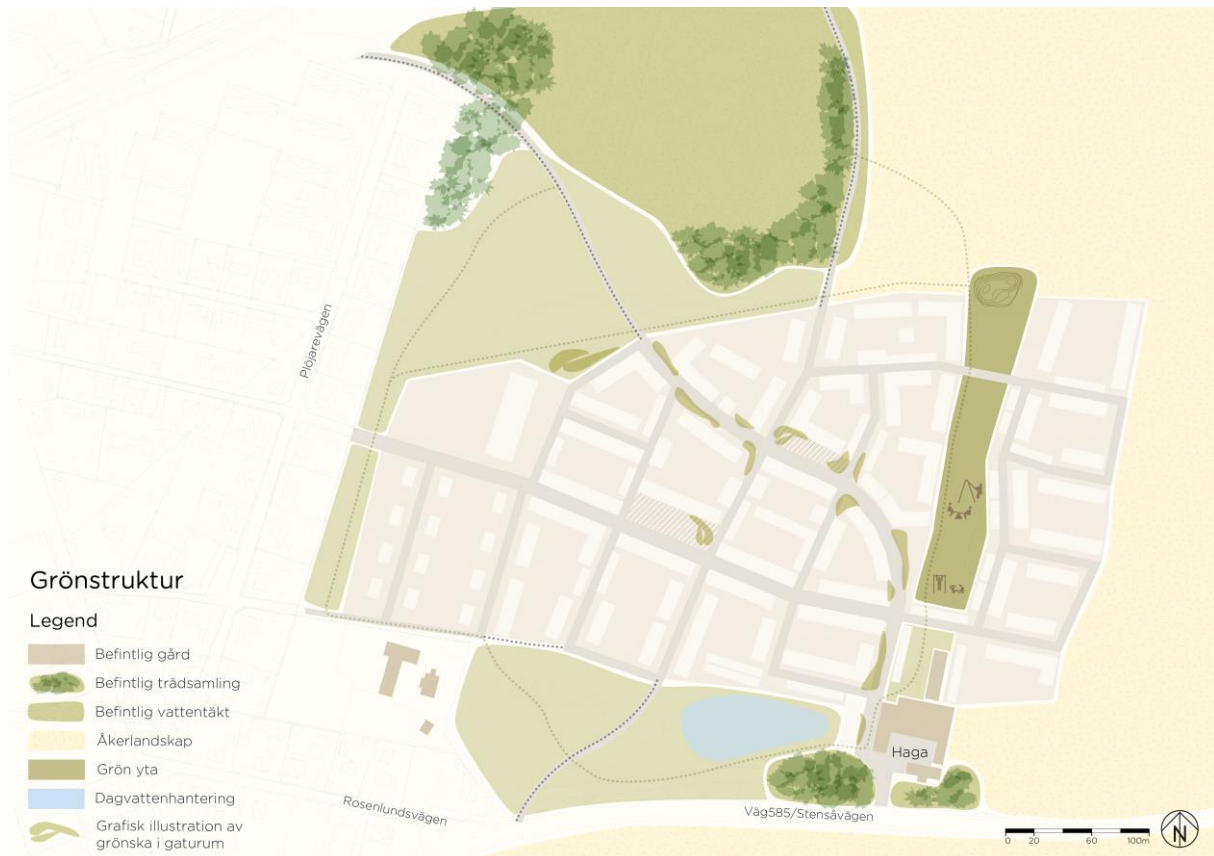 Plöjarevägen
Grönstruktur
Legend
Befintlig gård
Befintlig trädsamling
Befintlig vattentäkt
Åkerlandskap
Grön yta
Dagvattenhantering
Grafisk illustration av
grönska i gaturum
Rosenlundsvägen
Haga
Väg585/Stensåvägen
0 20 60 100m
N